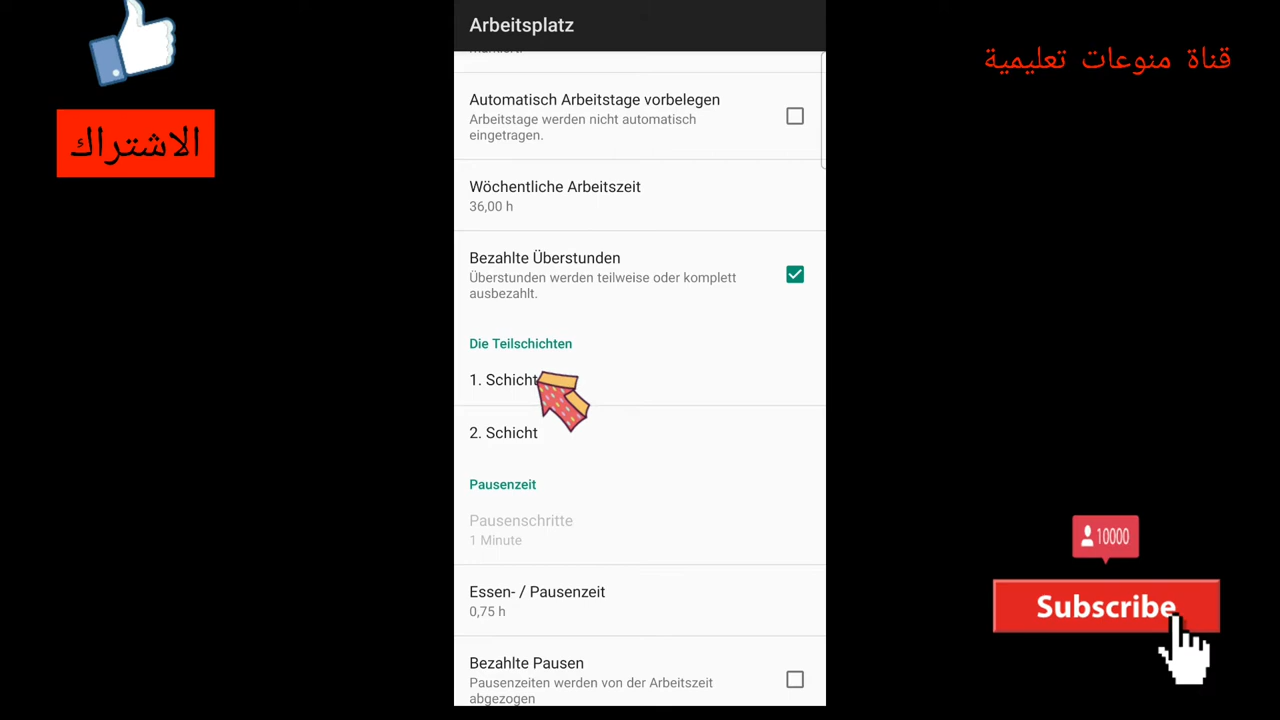 Arbeitsplatz
قناة منوعات تعليمية
الاشتراك
Automatisch Arbeitstage vorbelegen
Arbeitstage werden nicht automatisch
eingetragen.
Wöchentliche Arbeitszeit
36,00 h
Bezahlte Überstunden
Überstunden werden teilweise oder komplett
ausbezahlt.
Die Teilschichten
1. Schicht
2. Schicht
Pausenzeit
Pausenschritte
1 Minute
Essen- / Pausenzeit
0,75 h
Bezahlte Pausen
Pausenzeiten werden von der Arbeitszeit
abgezogen
10000
Subscribe